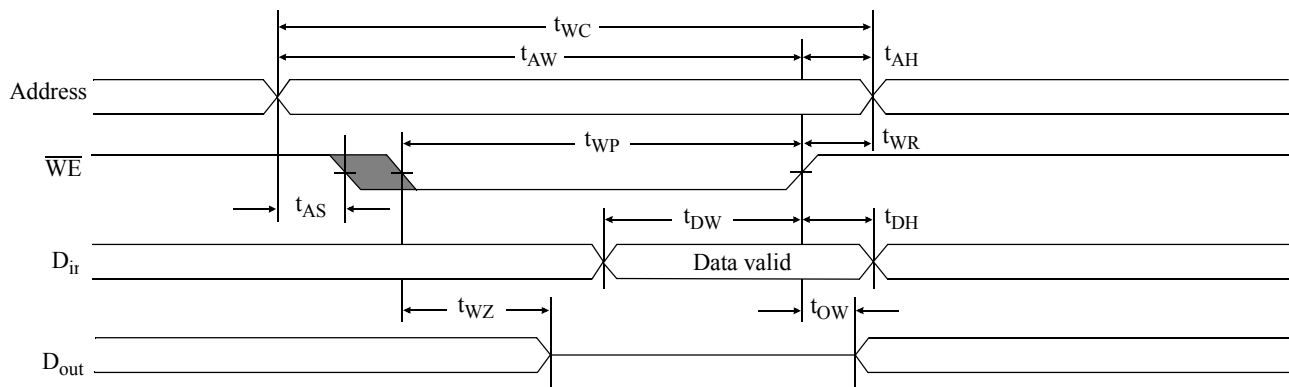 tWC
tAW
tAH
Address
tWP
tWR
WE
tAS
tDW
tDH
Din
Data valid
tWZ
tOW
Dout